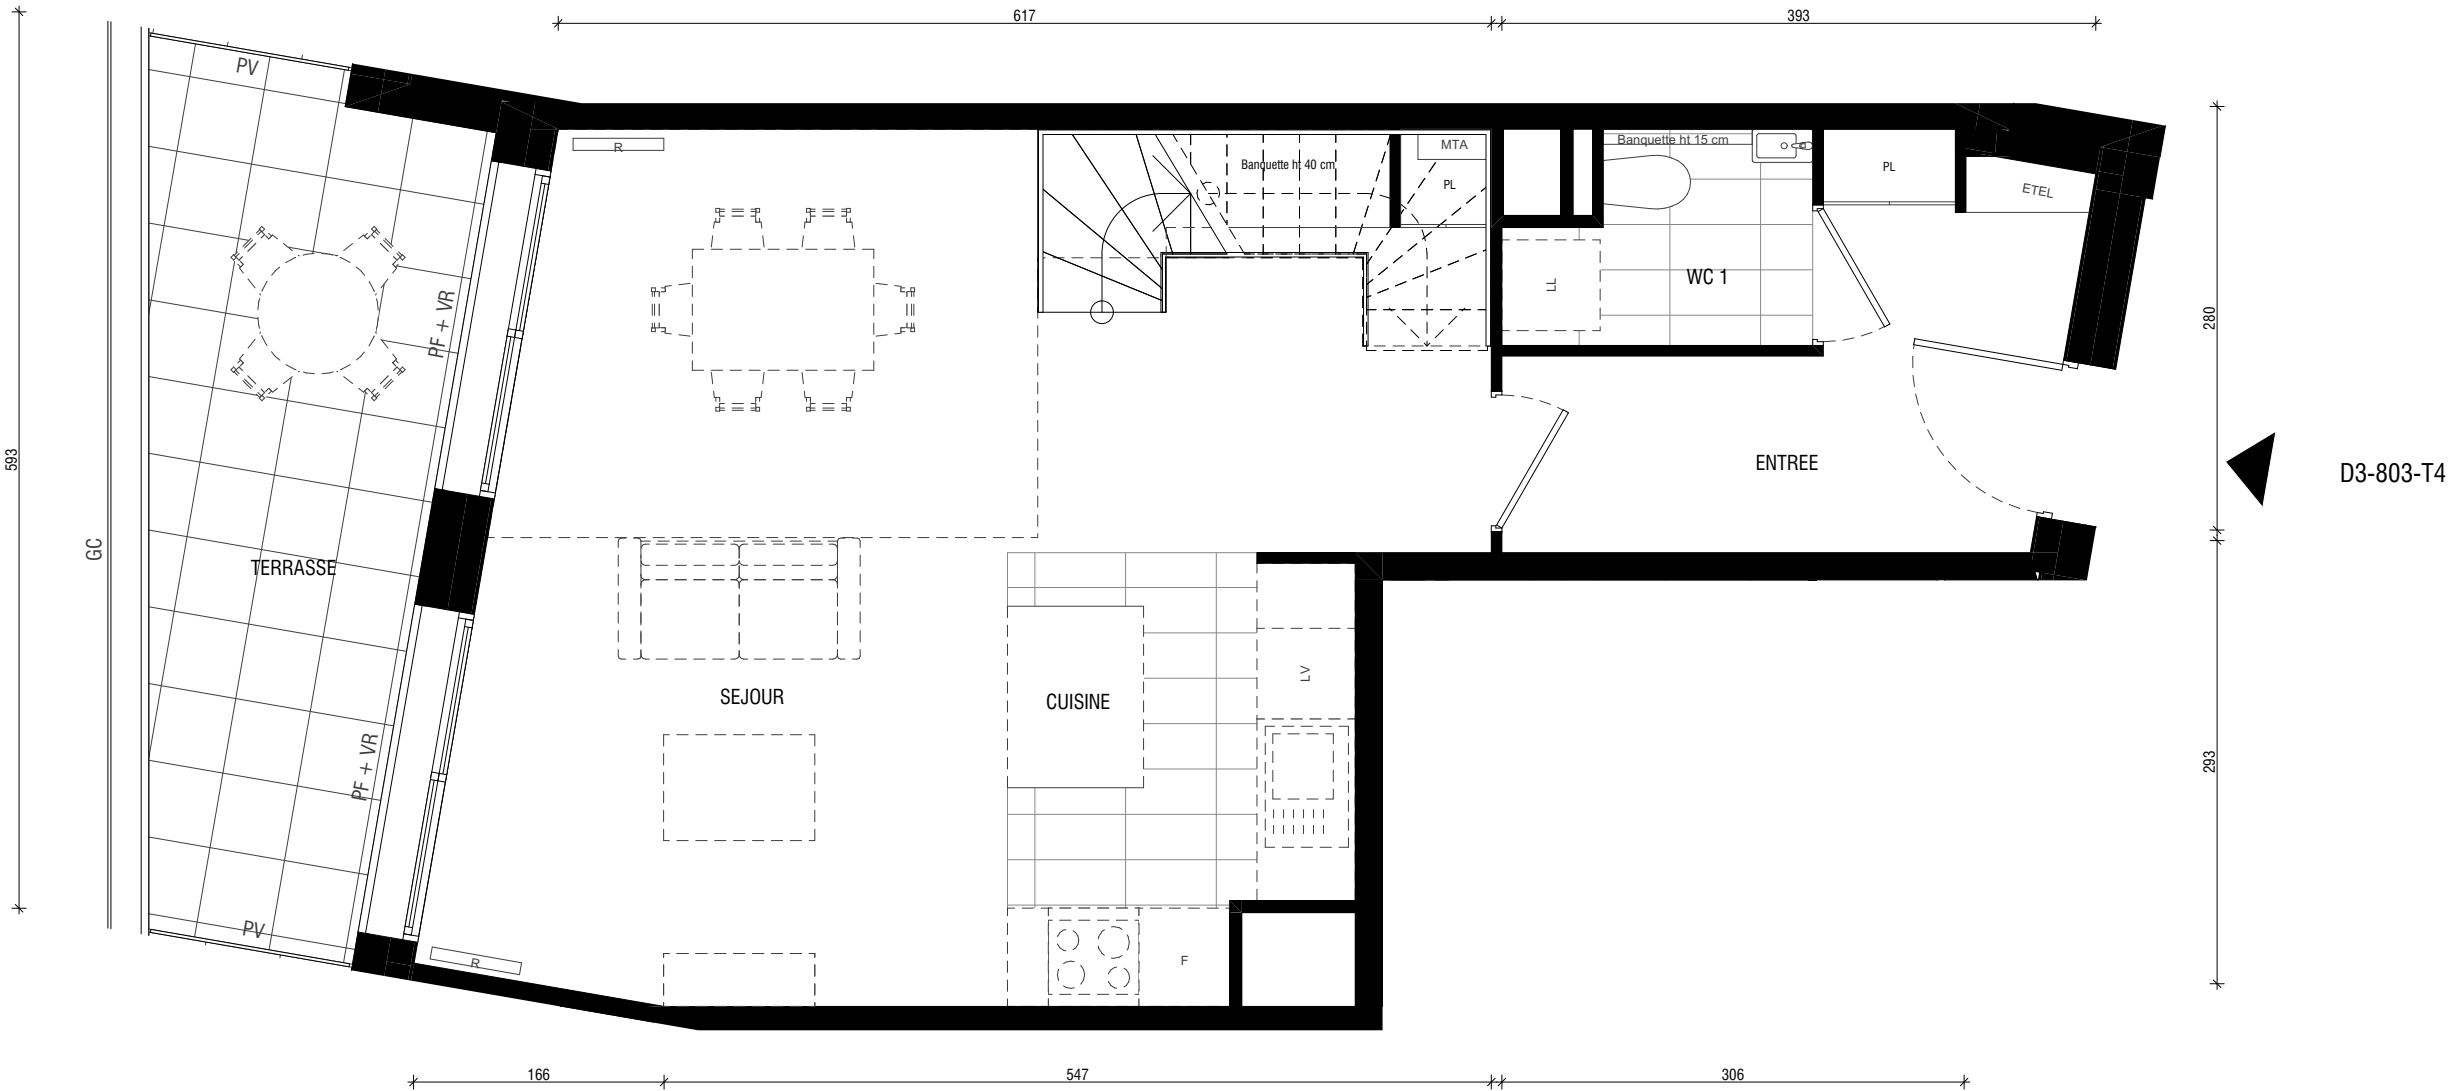 617
393
PV
R
Banquette ht 40 cm
MTA
PL
Banquette ht 15 cm
PL
ETEL
LL
WC 1
PF + VR
280
593
ENTREE
D3-803-T4
GC
TERRASSE
SEJOUR
CUISINE
LV
PF + VR
293
PV
R
F
166
547
306